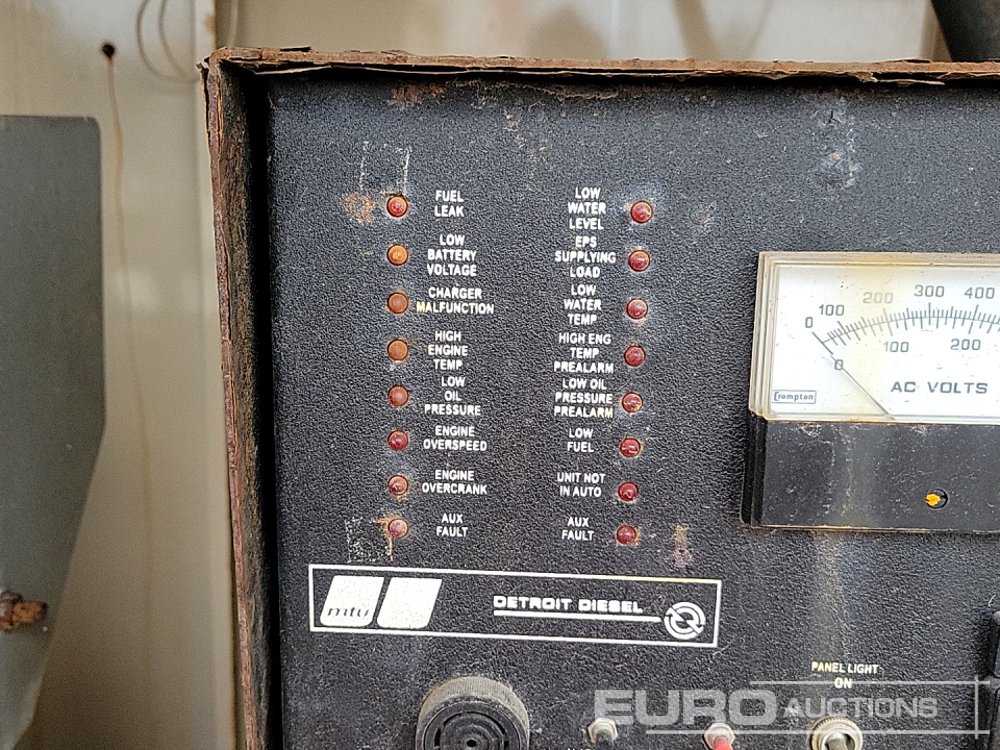 FUEL
LEAK
LOW
BATTERY
VOLTAGE
CHARGER
MALFUNCTION
HIGH
ENGINE
TEMP
LOW
OIL
PRESSURE
ENGINE
OVERSPEED
ENGINE
OVERCRANK
AUX
FAULT
LOW
WATER
LEVEL
EPS
SUPPLYING
LOAD
LOW
WATER
TEMP
HIGH ENG
TEMP
PREALARM
LOW OIL
PRESSURE
PREALARM
LOW
FUEL
UNIT NOT
IN AUTO
AUX
FAULT
0 100 200 300 400
0 100 200
AC VOLTS
Crompton
mtu
DETROIT DIESEL
PANEL LIGHT
ON
EURO AUCTIONS